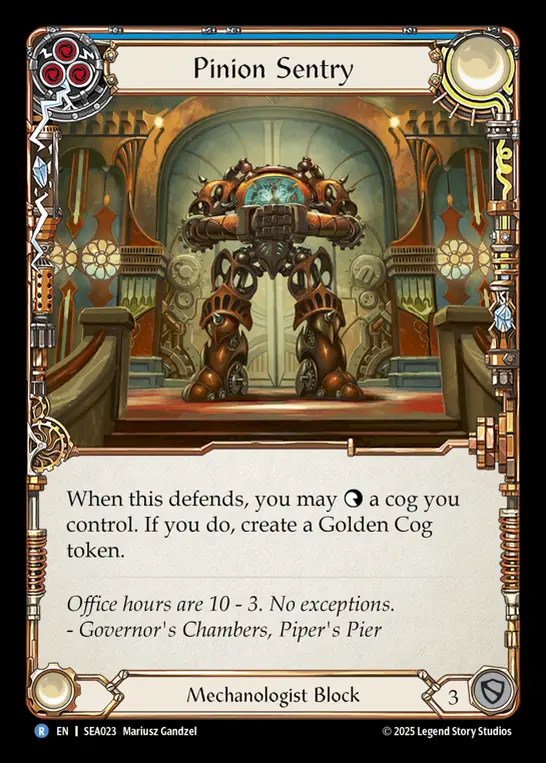 Pinion Sentry
When this defends, you may a cog you
control. If you do, create a Golden Cog
token.
Office hours are 10 - 3. No exceptions.
- Governor's Chambers, Piper's Pier
Mechanologist Block
3
R EN | SEA023 Mariusz Gandzel
© 2025 Legend Story Studios